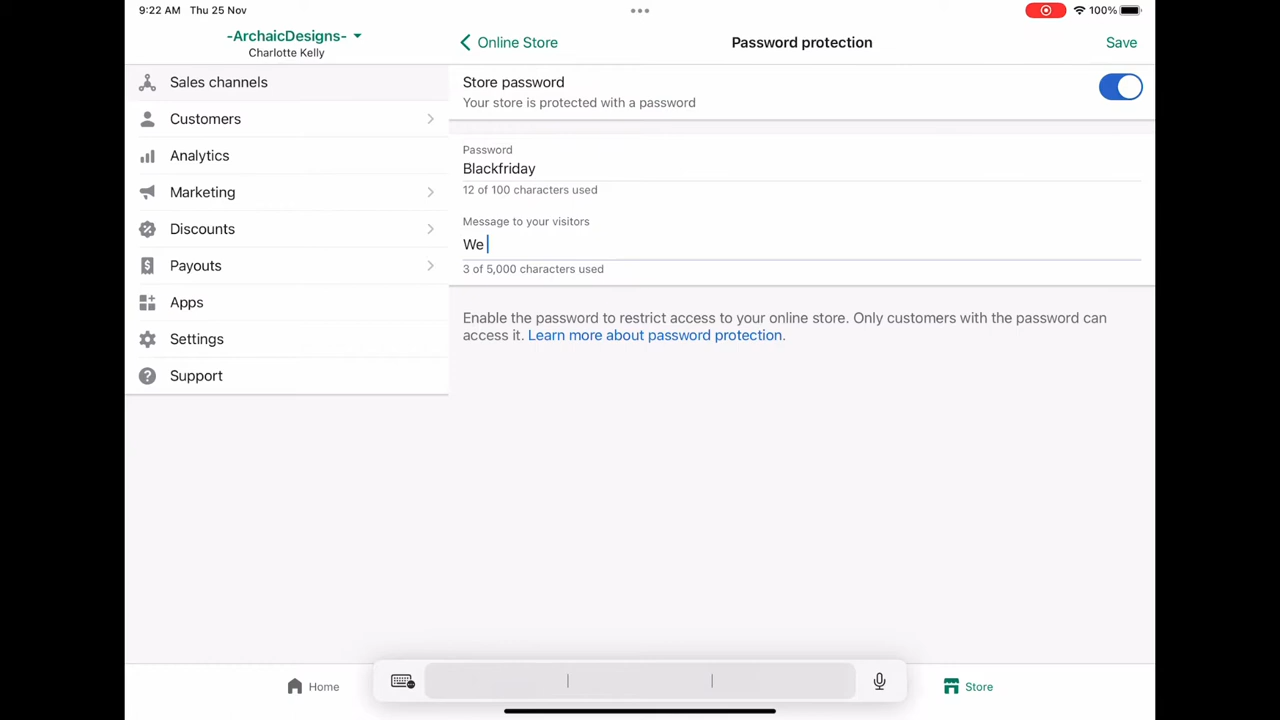 9:22 AM Thu 25 Nov
100%
-ArchaicDesigns-
Charlotte Kelly
Online Store
Password protection
Save
Sales channels
Customers
Analytics
Marketing
Discounts
Payouts
Apps
Settings
Support
Store password
Your store is protected with a password
Password
Blackfriday
12 of 100 characters used
Message to your visitors
We
3 of 5,000 characters used
Enable the password to restrict access to your online store. Only customers with the password can
access it. Learn more about password protection.
Home
Store